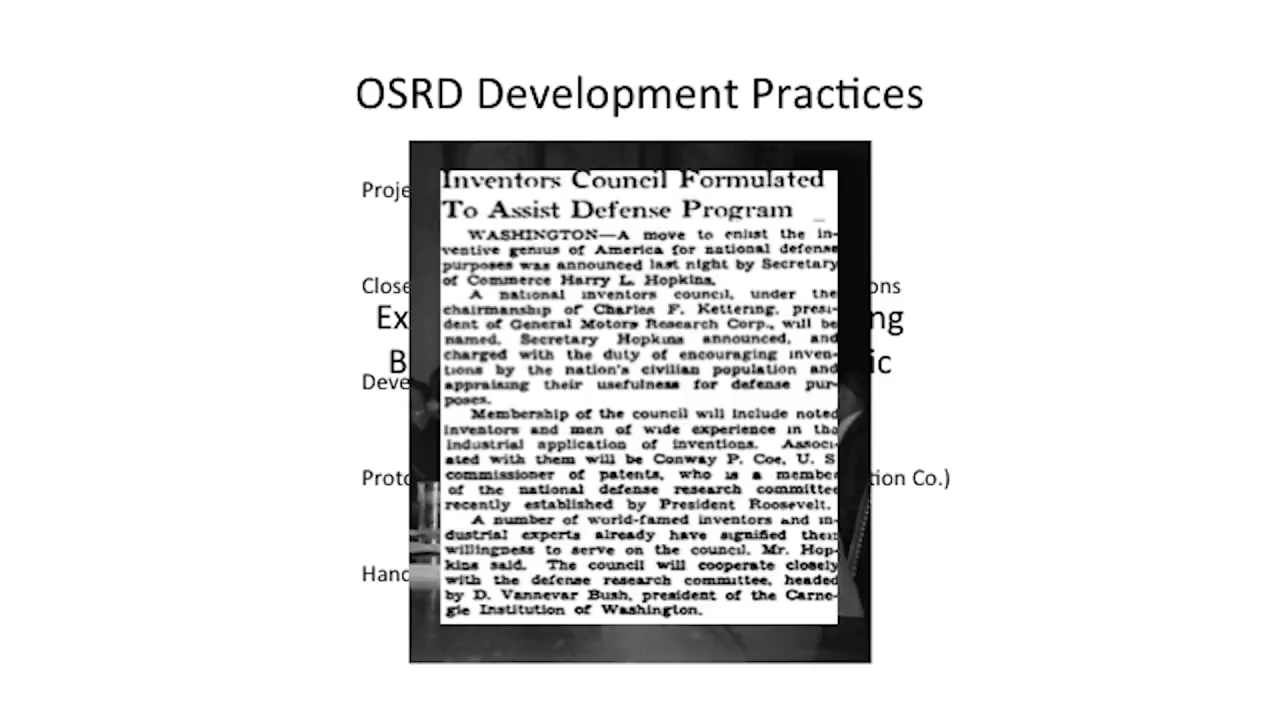 OSRD Development Practices
Inventors Council Formulated
To Assist Defense Program
WASHINGTON—A move to enlist the in-
ventive genius of America for national defense
purposes was announced last night by Secretary
of Commerce Harry L. Hopkins.
A national inventors council, under the
chairmanship of Charles F. Kettering, presi-
dent of General Motors Research Corp., will be
named, Secretary Hopkins announced, and
charged with the duty of encouraging inven-
tions by the nation's civilian population and
appraising their usefulness for defense pur-
poses.
Membership of the council will include noted
inventors and men of wide experience in the
industrial application of inventions. Associ-
ated with them will be Conway P. Coe, U. S
commissioner of patents, who is a member
of the national defense research committee
recently established by President Roosevelt.
A number of world-famed inventors and in-
dustrial experts already have signified their
willingness to serve on the council, Mr. Hop-
kins said. The council will cooperate closely
with the defense research committee, headed
by D. Vannevar Bush, president of the Carne-
gie Institution of Washington.
Proje
Close
ons
Ex
ng
B
ic
Deve
Proto
tion Co.)
Hand